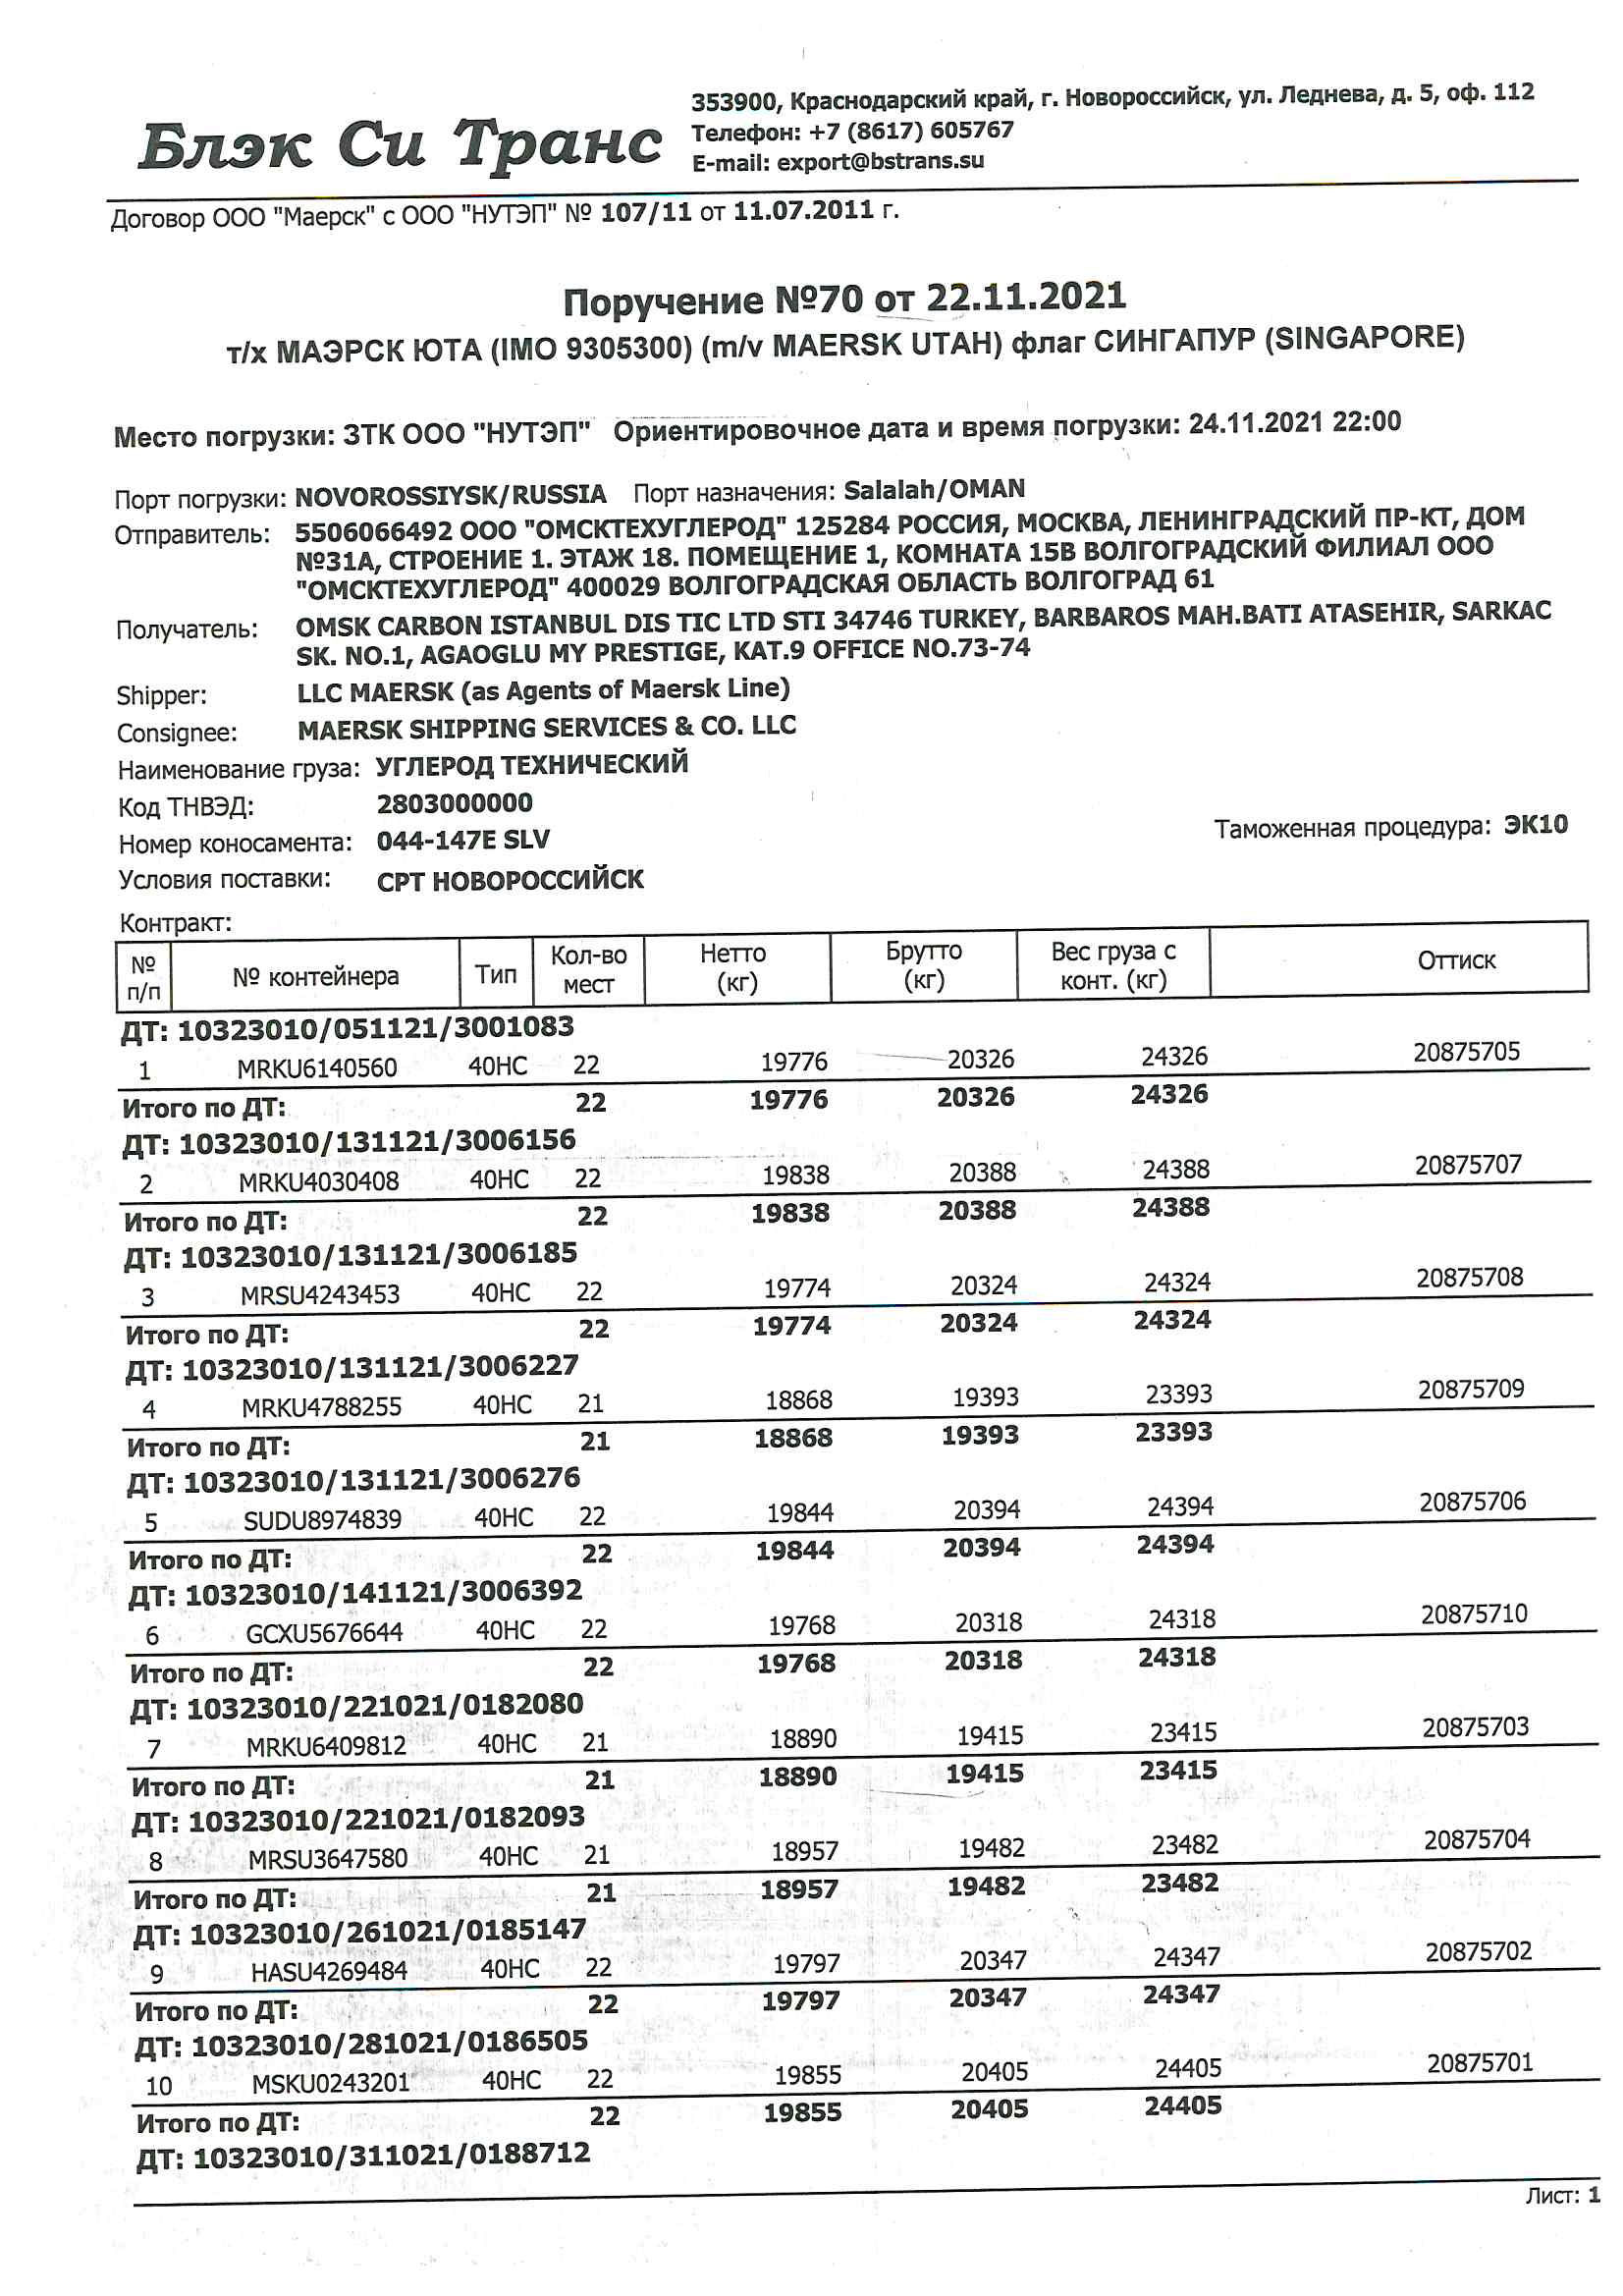 Блэк Си Транс
353900, Краснодарский край, г. Новороссийск, ул. Леднева, д. 5, оф. 112
Телефон: +7 (8617) 605767
E-mail: export@bstrans.su
Договор ООО "Маерск" с ООО "НУТЭП" № 107/11 от 11.07.2011 г.
Поручение №70 от 22.11.2021
т/х МАЭРСК ЮТА (IMO 9305300) (m/v MAERSK UTAH) флаг СИНГАПУР (SINGAPORE)
Место погрузки: ЗТК ООО "НУТЭП" Ориентировочное дата и время погрузки: 24.11.2021 22:00
Порт погрузки: NOVOROSSIYSK/RUSSIA Порт назначения: Salalah/OMAN
Отправитель: 5506066492 ООО "ОМСКТЕХУГЛЕРОД" 125284 РОССИЯ, МОСКВА, ЛЕНИНГРАДСКИЙ ПР-КТ, ДОМ
№31А, СТРОЕНИЕ 1. ЭТАЖ 18. ПОМЕЩЕНИЕ 1, КОМНАТА 15В ВОЛГОГРАДСКИЙ ФИЛИАЛ ООО
"ОМСКТЕХУГЛЕРОД" 400029 ВОЛГОГРАДСКАЯ ОБЛАСТЬ ВОЛГОГРАД 61
Получатель: OMSK CARBON ISTANBUL DIS TIC LTD STI 34746 TURKEY, BARBAROS MAH.BATI ATASEHIR, SARKAC
SK. NO.1, AGAOGLU MY PRESTIGE, KAT.9 OFFICE NO.73-74
Shipper: LLC MAERSK (as Agents of Maersk Line)
Consignee: MAERSK SHIPPING SERVICES & CO. LLC
Наименование груза: УГЛЕРОД ТЕХНИЧЕСКИЙ
Код ТНВЭД: 2803000000
Номер коносамента: 044-147E SLV Таможенная процедура: ЭК10
Условия поставки: CPT НОВОРОССИЙСК
Контракт:
№ п/п № контейнера Тип Кол-во мест Нетто (кг) Брутто (кг) Вес груза с конт. (кг) Оттиск
ДТ: 10323010/051121/3001083
1 MRKU6140560 40HC 22 19776 20326 24326 20875705
Итого по ДТ: 22 19776 20326 24326
ДТ: 10323010/131121/3006156
2 MRKU4030408 40HC 22 19838 20388 24388 20875707
Итого по ДТ: 22 19838 20388 24388
ДТ: 10323010/131121/3006185
3 MRSU4243453 40HC 22 19774 20324 24324 20875708
Итого по ДТ: 22 19774 20324 24324
ДТ: 10323010/131121/3006227
4 MRKU4788255 40HC 21 18868 19393 23393 20875709
Итого по ДТ: 21 18868 19393 23393
ДТ: 10323010/131121/3006276
5 SUDU8974839 40HC 22 19844 20394 24394 20875706
Итого по ДТ: 22 19844 20394 24394
ДТ: 10323010/141121/3006392
6 GCXU5676644 40HC 22 19768 20318 24318 20875710
Итого по ДТ: 22 19768 20318 24318
ДТ: 10323010/221021/0182080
7 MRKU6409812 40HC 21 18890 19415 23415 20875703
Итого по ДТ: 21 18890 19415 23415
ДТ: 10323010/221021/0182093
8 MRSU3647580 40HC 21 18957 19482 23482 20875704
Итого по ДТ: 21 18957 19482 23482
ДТ: 10323010/261021/0185147
9 HASU4269484 40HC 22 19797 20347 24347 20875702
Итого по ДТ: 22 19797 20347 24347
ДТ: 10323010/281021/0186505
10 MSKU0243201 40HC 22 19855 20405 24405 20875701
Итого по ДТ: 22 19855 20405 24405
ДТ: 10323010/311021/0188712
Лист: 1